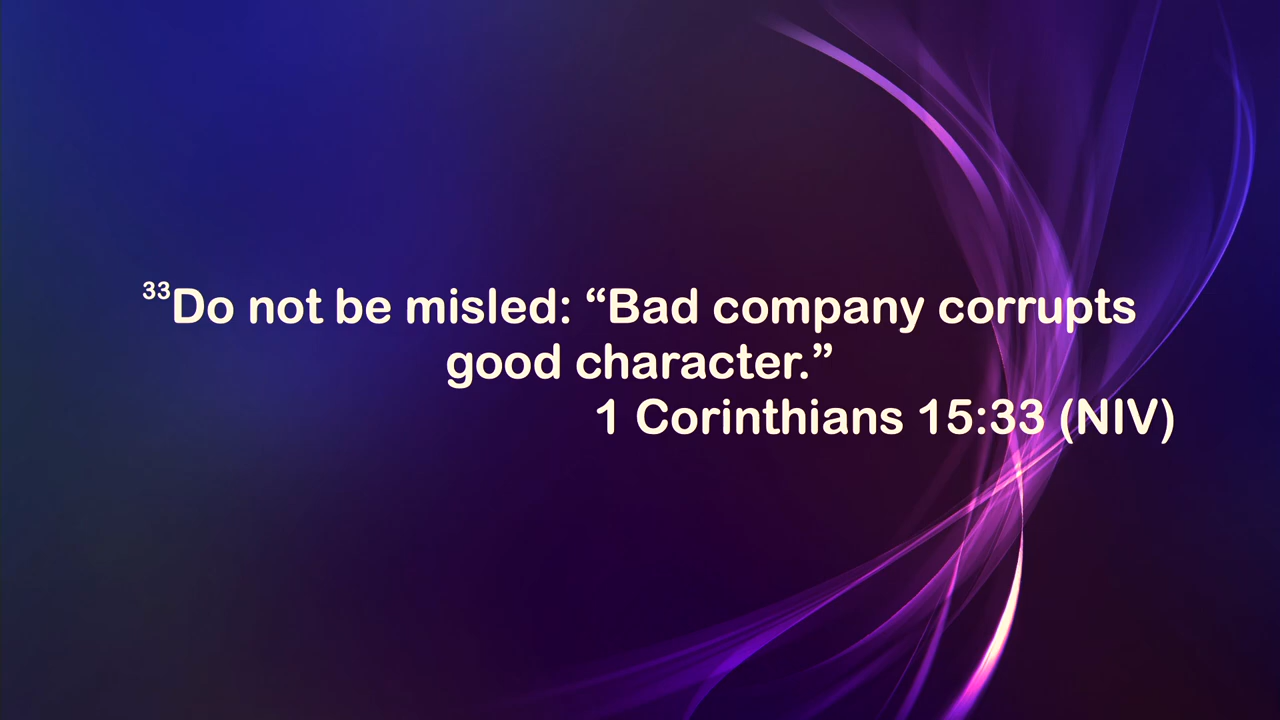 ³³Do not be misled: “Bad company corrupts
good character.”
1 Corinthians 15:33 (NIV)